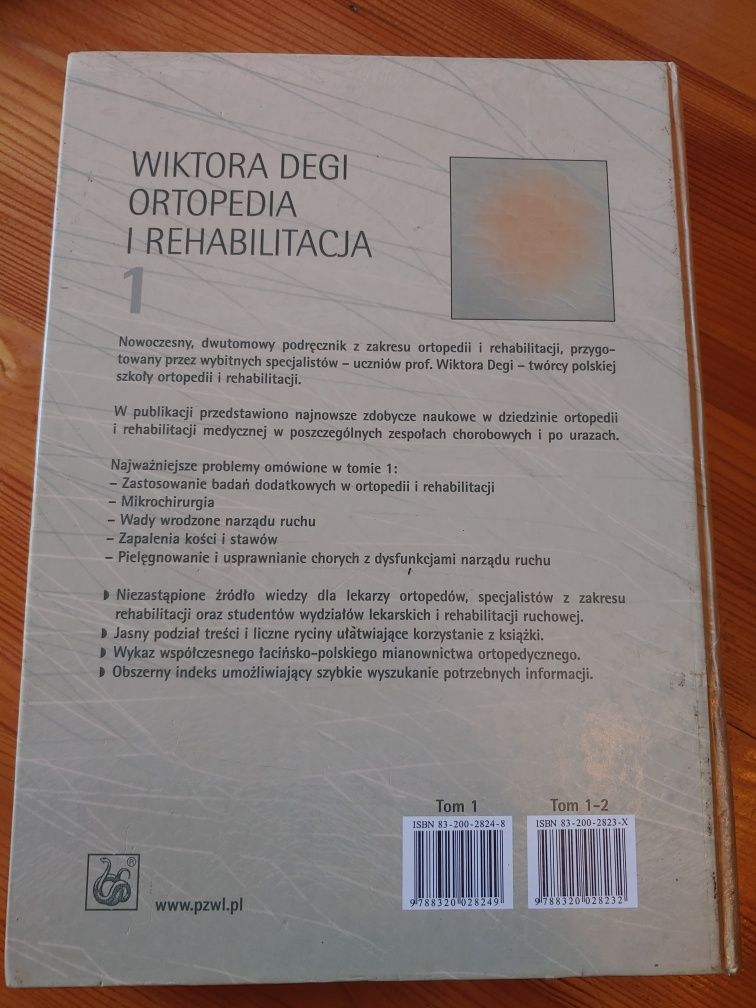 WIKTORA DEGI
ORTOPEDIA
I REHABILITACJA
1
Nowoczesny, dwutomowy podręcznik z zakresu ortopedii i rehabilitacji, przygo-
towany przez wybitnych specjalistów – uczniów prof. Wiktora Degi – twórcy polskiej
szkoły ortopedii i rehabilitacji.
W publikacji przedstawiono najnowsze zdobycze naukowe w dziedzinie ortopedii
i rehabilitacji medycznej w poszczególnych zespołach chorobowych i po urazach.
Najważniejsze problemy omówione w tomie 1:
– Zastosowanie badań dodatkowych w ortopedii i rehabilitacji
– Mikrochirurgia
– Wady wrodzone narządu ruchu
– Zapalenia kości i stawów
– Pielęgnowanie i usprawnianie chorych z dysfunkcjami narządu ruchu
◗ Niezastąpione źródło wiedzy dla lekarzy ortopedów, specjalistów z zakresu
rehabilitacji oraz studentów wydziałów lekarskich i rehabilitacji ruchowej.
◗ Jasny podział treści i liczne ryciny ułatwiające korzystanie z książki.
◗ Wykaz współczesnego łacińsko-polskiego mianownictwa ortopedycznego.
◗ Obszerny indeks umożliwiający szybkie wyszukanie potrzebnych informacji.
Tom 1
ISBN 83-200-2824-8
9 788320 028249
Tom 1-2
ISBN 83-200-2823-X
9 788320 028232
®
www.pzwl.pl